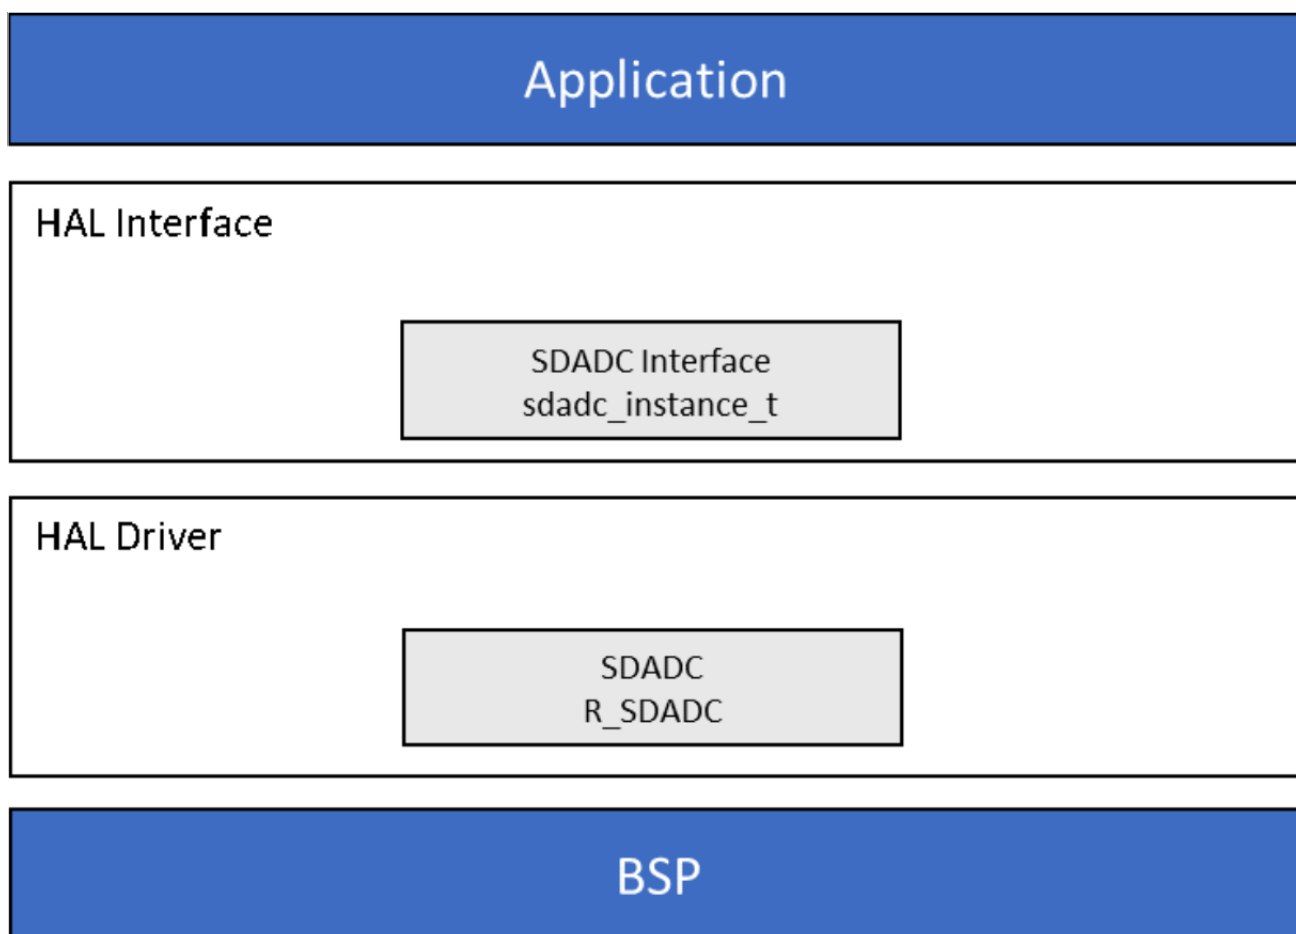 Application
HAL Interface
SDADC Interface
sdadc_instance_t
HAL Driver
SDADC
R_SDADC
BSP